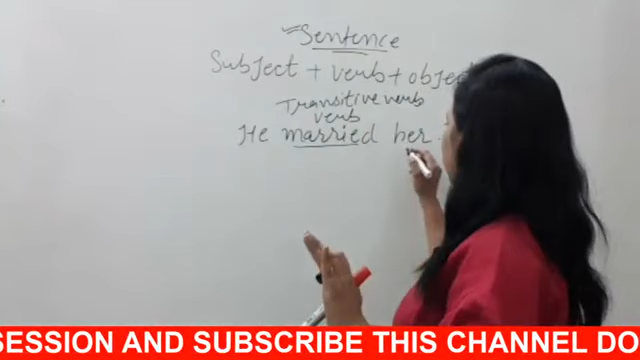 Sentence
Subject + verb + object
Transitive verb
verb
He married her
SESSION AND SUBSCRIBE THIS CHANNEL DO